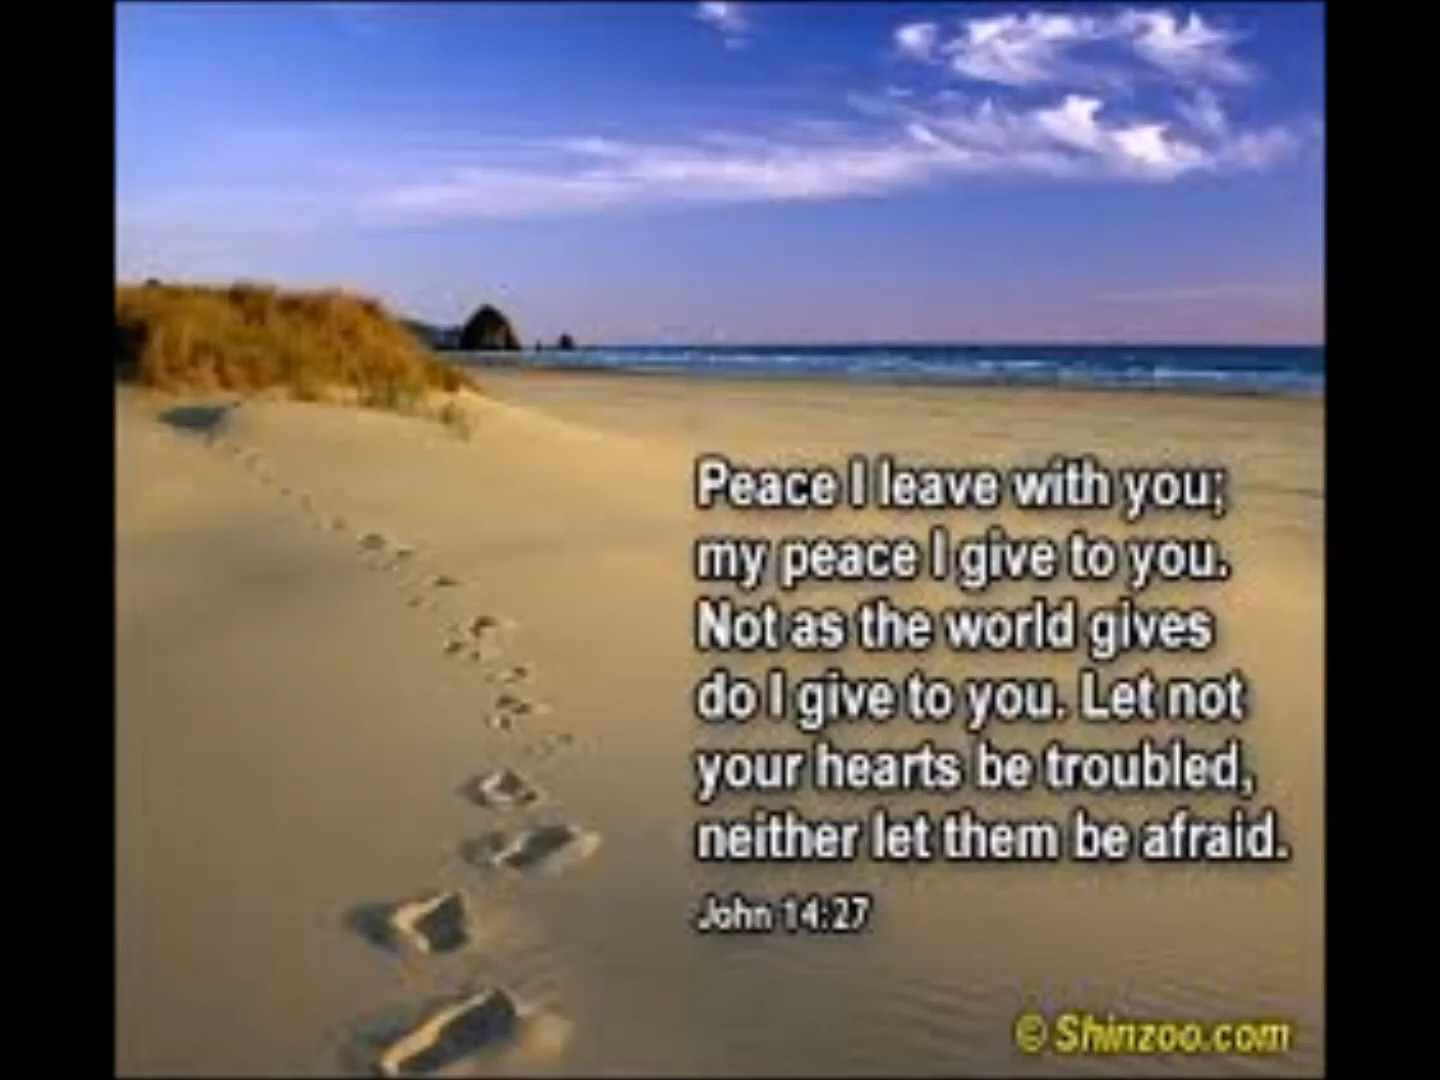 Peace I leave with you;
my peace I give to you.
Not as the world gives
do I give to you. Let not
your hearts be troubled,
neither let them be afraid.
John 14:27
© Shinzoo.com